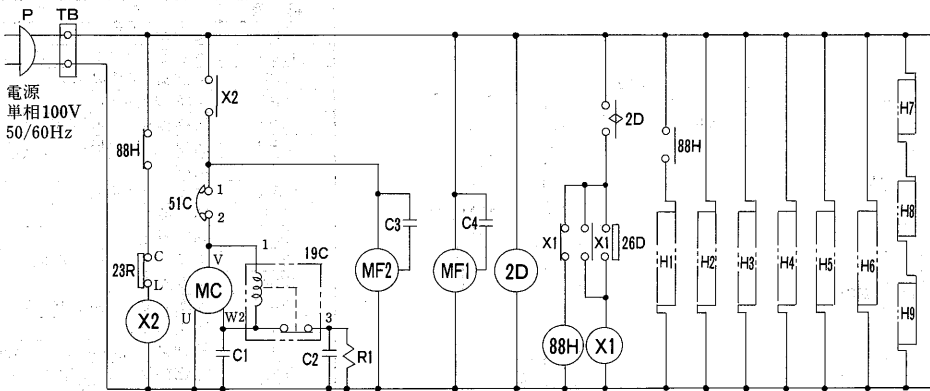 P TB
電源
単相100V
50/60Hz
88H
23R
C
L
X2
X2
51C
1
2
V
MC
U
W2
C1
1
19C
3
C2
R1
C3
MF2
C4
MF1
2D
2D
X1
X1
26D
88H
X1
88H
H1
H2
H3
H4
H5
H6
H7
H8
H9